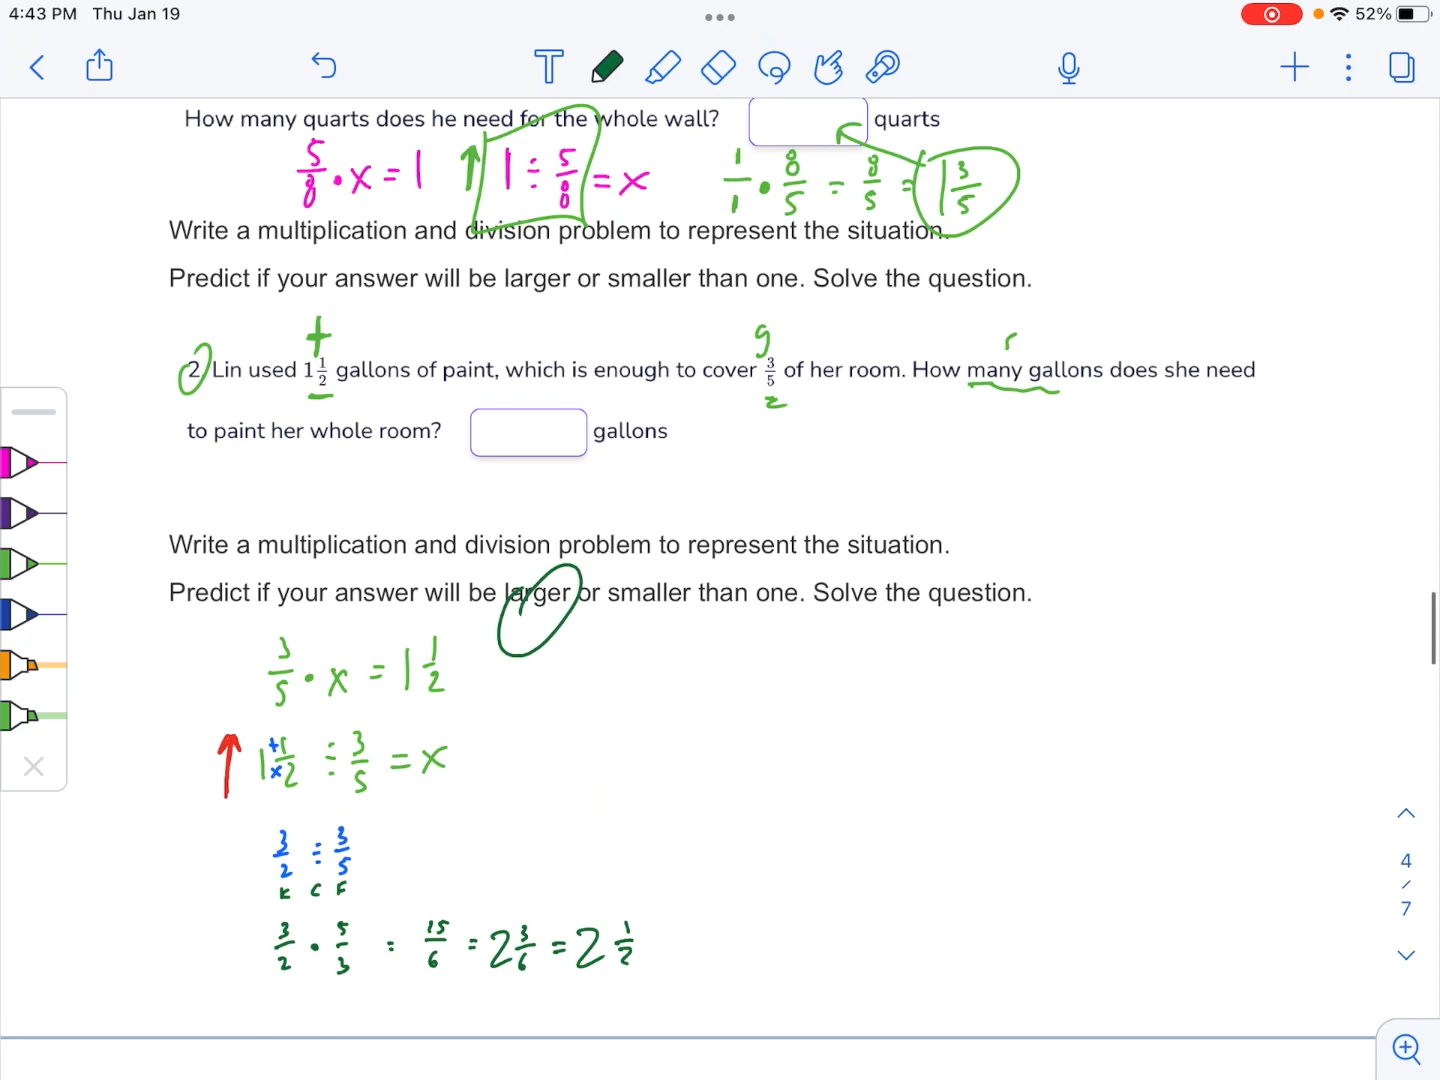 4:43 PM Thu Jan 19
52%
How many quarts does he need for the whole wall? quarts
5/8 • x = 1 1 ÷ 5/8 = x 1/1 • 8/5 = 8/5 = 1 3/5
Write a multiplication and division problem to represent the situation.
Predict if your answer will be larger or smaller than one. Solve the question.
t g
2. Lin used 1 1/2 gallons of paint, which is enough to cover 3/5 of her room. How many gallons does she need
to paint her whole room? gallons
Write a multiplication and division problem to represent the situation.
Predict if your answer will be larger or smaller than one. Solve the question.
3/5 • x = 1 1/2
1 1/2 ÷ 3/5 = x
+
x
3/2 ÷ 3/5
K C F
3/2 • 5/3 = 15/6 = 2 3/6 = 2 1/2
4
/
7